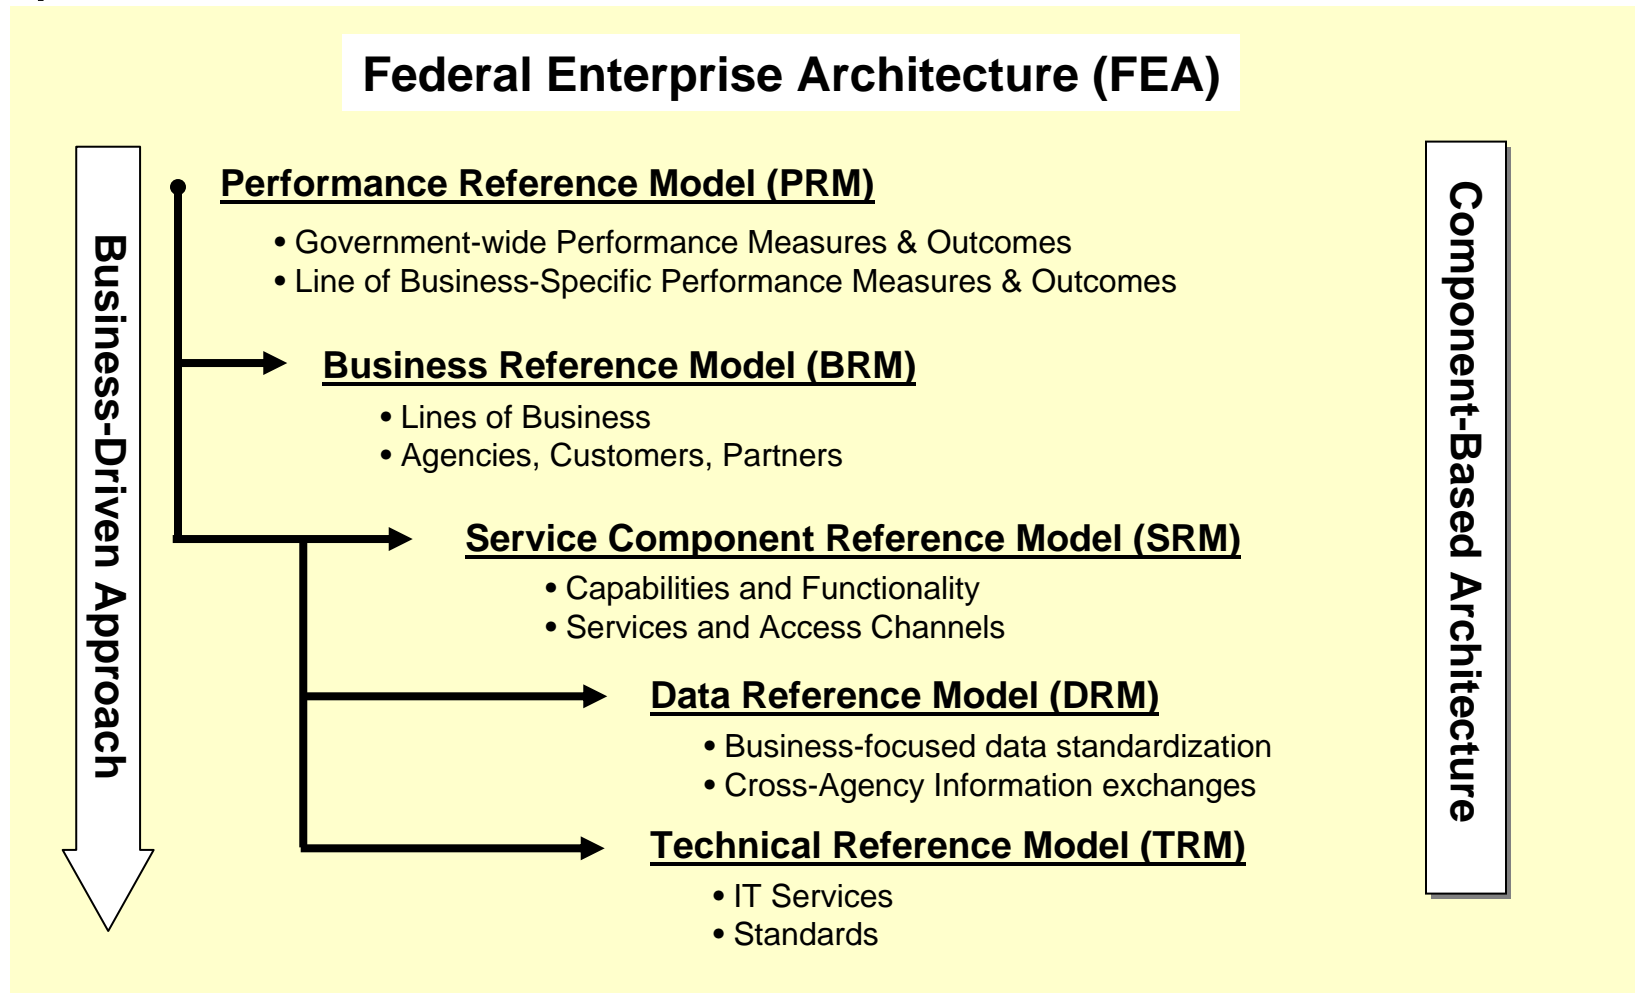 Federal Enterprise Architecture (FEA)
Business-Driven Approach
Performance Reference Model (PRM)
• Government-wide Performance Measures & Outcomes
• Line of Business-Specific Performance Measures & Outcomes
Business Reference Model (BRM)
• Lines of Business
• Agencies, Customers, Partners
Service Component Reference Model (SRM)
• Capabilities and Functionality
• Services and Access Channels
Data Reference Model (DRM)
• Business-focused data standardization
• Cross-Agency Information exchanges
Technical Reference Model (TRM)
• IT Services
• Standards
Component-Based Architecture